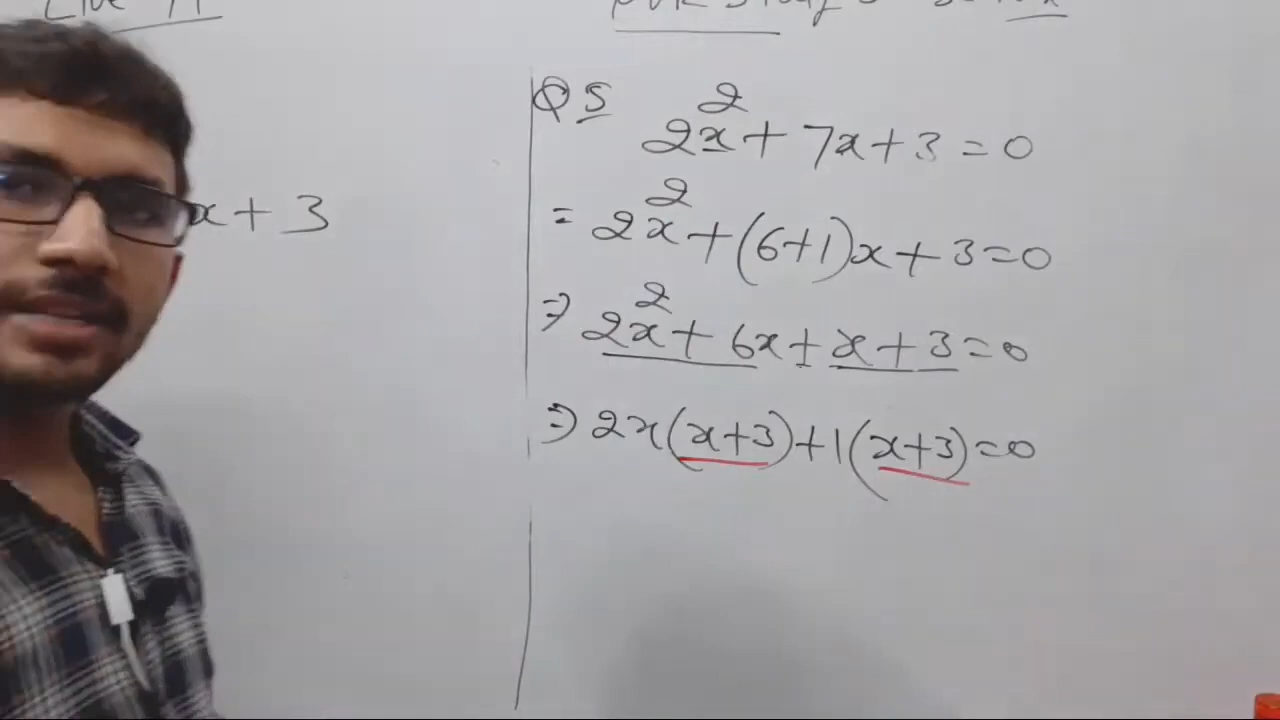 x + 3
Q 5 2x² + 7x + 3 = 0
= 2x² + (6+1)x + 3 = 0
⇒ 2x² + 6x + x + 3 = 0
⇒ 2x(x+3) + 1(x+3) = 0